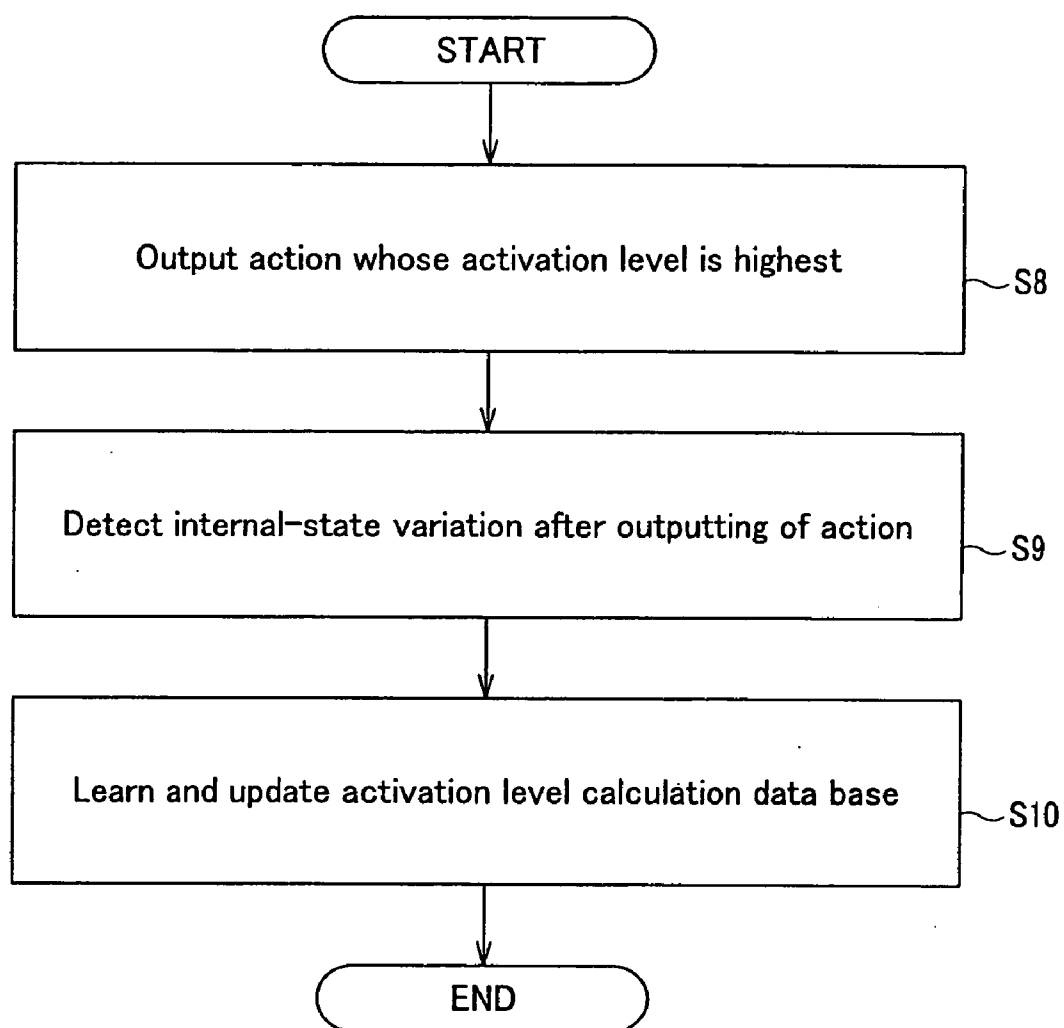 START
Output action whose activation level is highest
S8
Detect internal-state variation after outputting of action
S9
Learn and update activation level calculation data base
S10
END